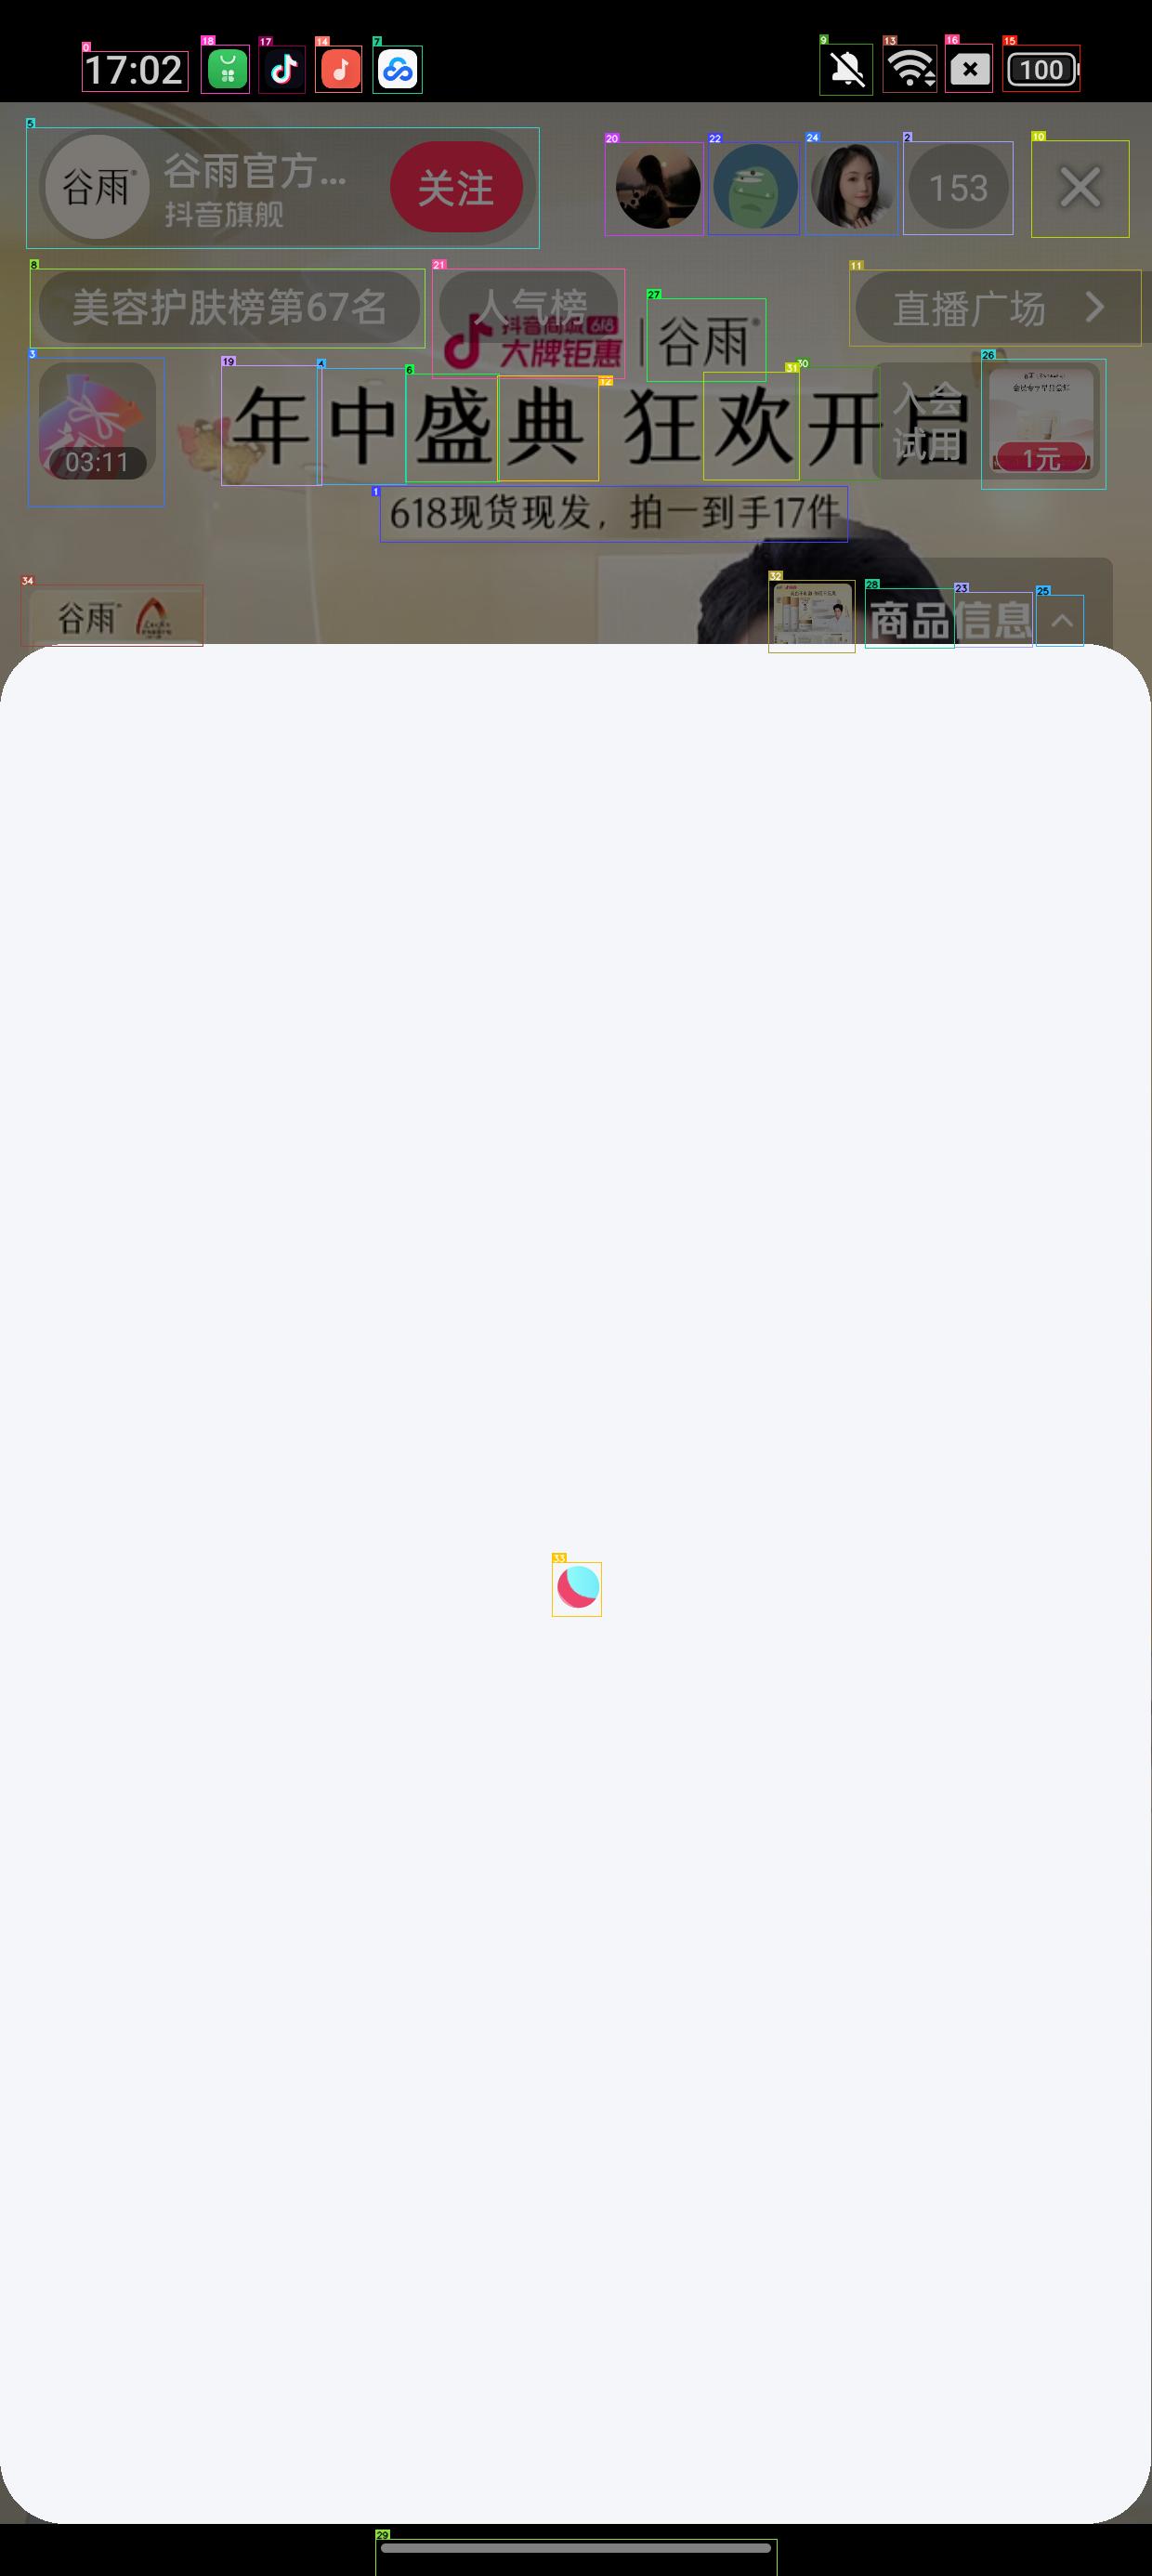 17:02
100
谷雨
谷雨官方...
抖音旗舰
关注
153
美容护肤榜第67名
人气榜
直播广场
抖音商城 618
大牌钜惠
谷雨
03:11
年中盛典 狂欢开启
入会
试用
1元
618现货现发，拍一到手17件
谷雨
商品信息